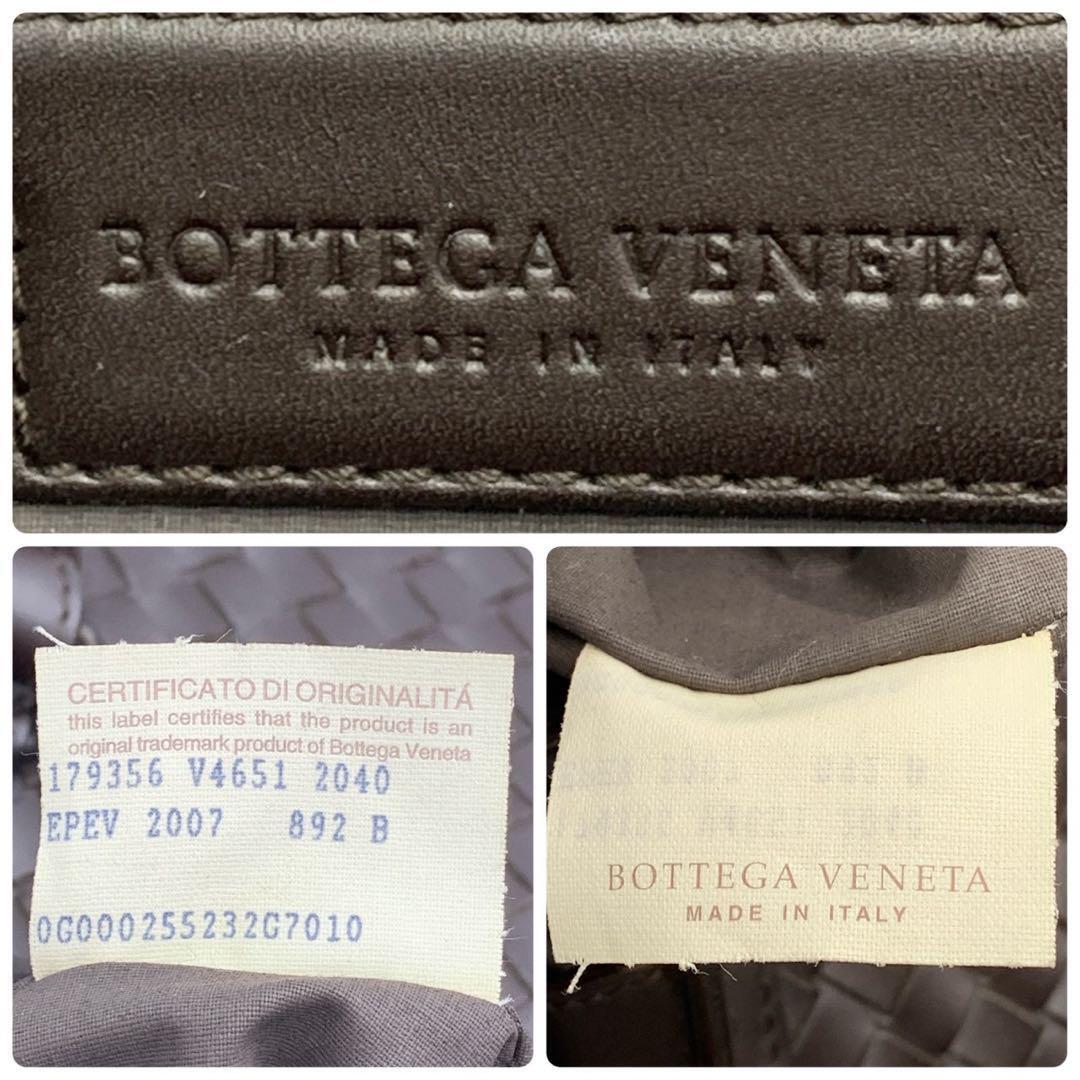 BOTTEGA VENETA
MADE IN ITALY
CERTIFICATO DI ORIGINALITÁ
this label certifies that the product is an
original trademark product of Bottega Veneta
179356 V4651 2040
EPEV 2007 892 B
0G000255232G7010
BOTTEGA VENETA
MADE IN ITALY